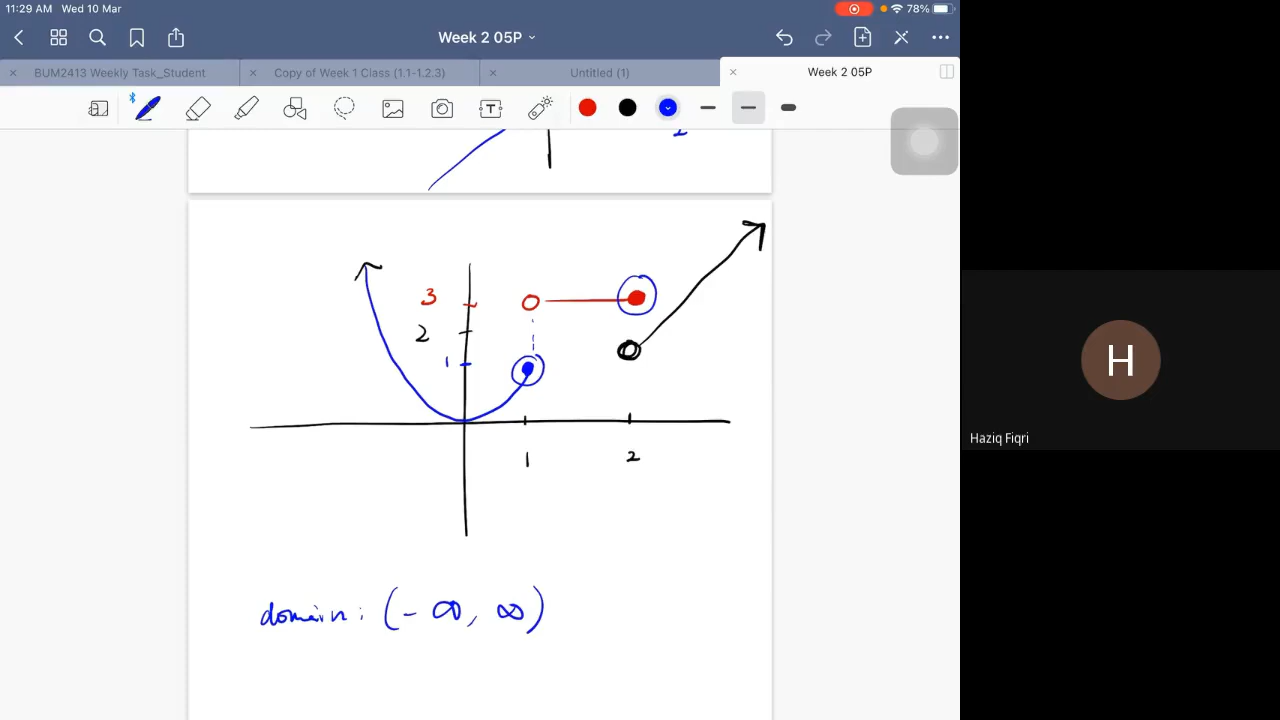 11:29 AM Wed 10 Mar 78%
Week 2 05P
BUM2413 Weekly Task_Student Copy of Week 1 Class (1.1-1.2.3) Untitled (1) Week 2 05P
T
3
2
1
1 2
domain: (-∞, ∞)
H
Haziq Fiqri